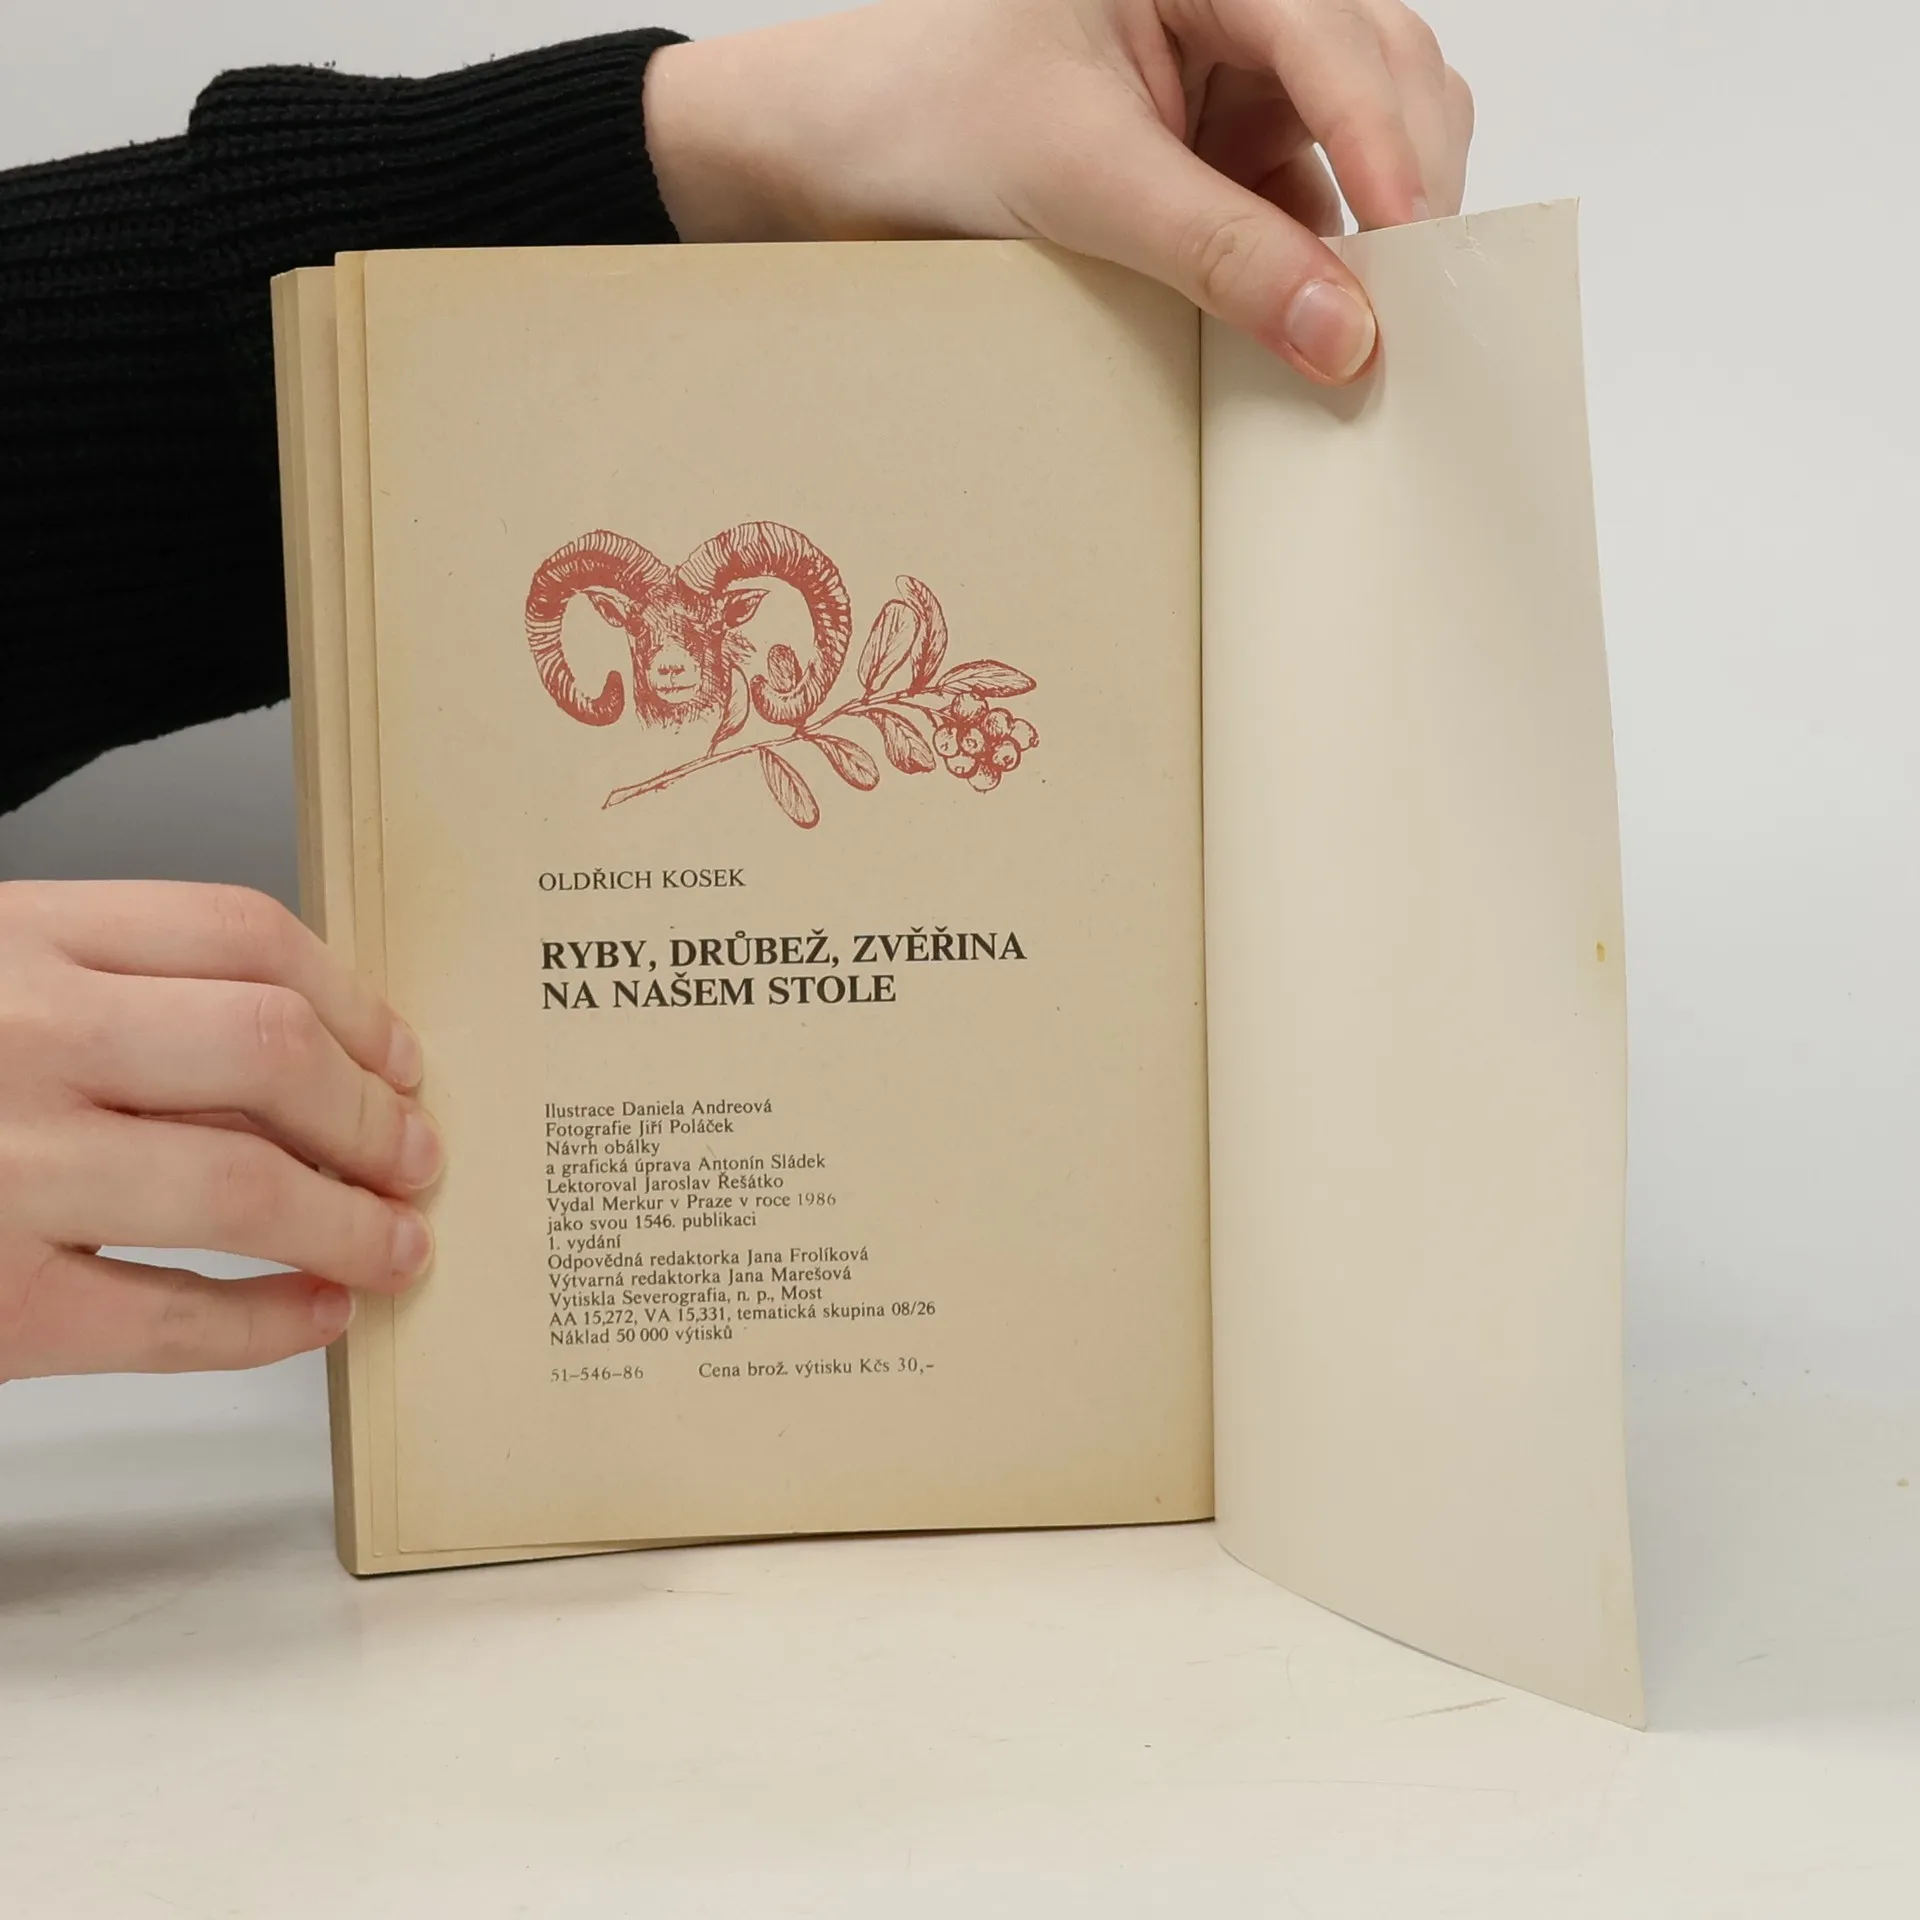 OLDŘICH KOSEK
RYBY, DRŮBEŽ, ZVĚŘINA
NA NAŠEM STOLE
Ilustrace Daniela Andreová
Fotografie Jiří Poláček
Návrh obálky
a grafická úprava Antonín Sládek
Lektoroval Jaroslav Řešátko
Vydal Merkur v Praze v roce 1986
jako svou 1546. publikaci
1. vydání
Odpovědná redaktorka Jana Frolíková
Výtvarná redaktorka Jana Marešová
Vytiskla Severografia, n. p., Most
AA 15,272, VA 15,331, tematická skupina 08/26
Náklad 50 000 výtisků
51–546–86 Cena brož. výtisku Kčs 30,–